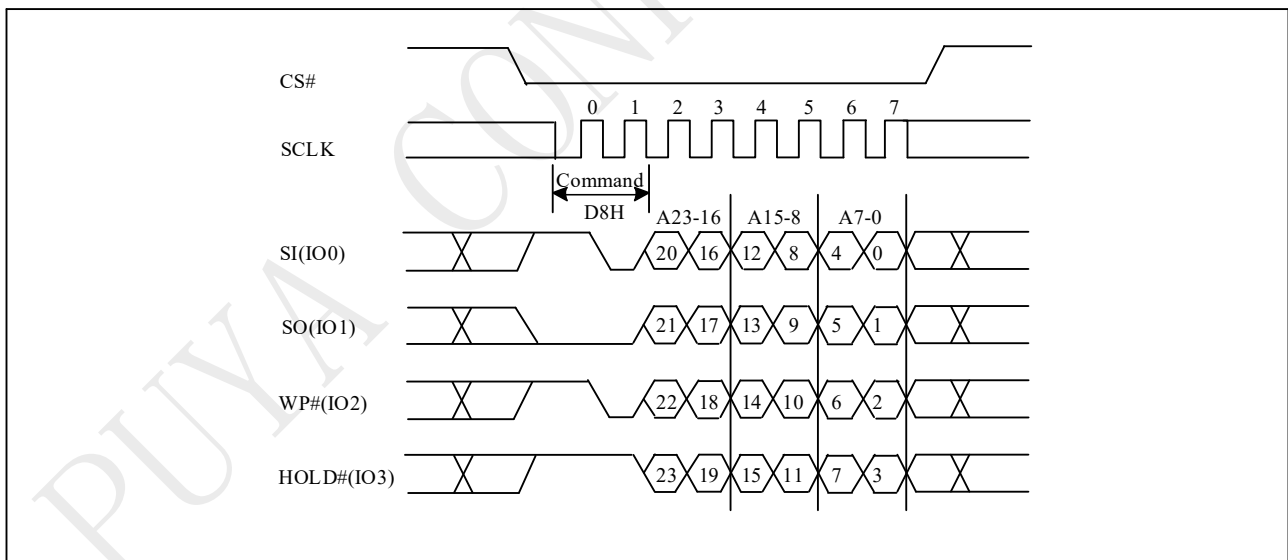 CS#
0 1 2 3 4 5 6 7
SCLK
Command
D8H
A23-16 A15-8 A7-0
SI(IO0) 20 16 12 8 4 0
SO(IO1) 21 17 13 9 5 1
WP#(IO2) 22 18 14 10 6 2
HOLD#(IO3) 23 19 15 11 7 3
PUYA CON